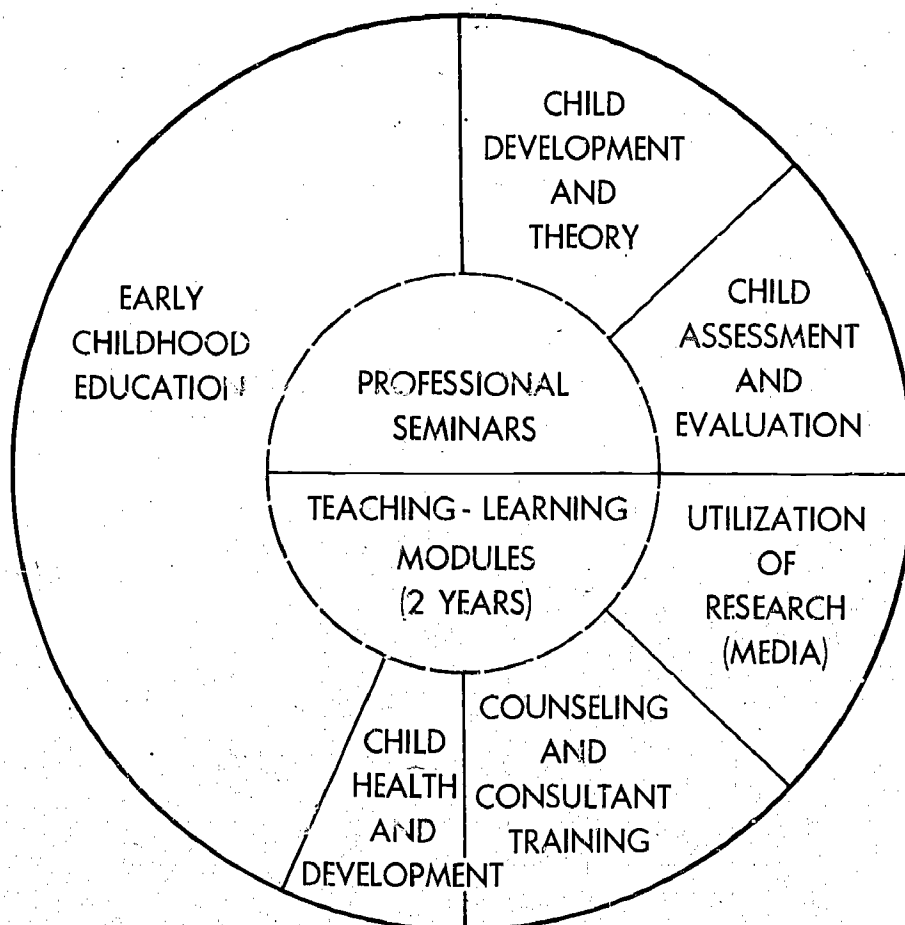 CHILD
DEVELOPMENT
AND
THEORY
CHILD
ASSESSMENT
AND
EVALUATION
EARLY
CHILDHOOD
EDUCATION
PROFESSIONAL
SEMINARS
TEACHING - LEARNING
MODULES
(2 YEARS)
UTILIZATION
OF
RESEARCH
(MEDIA)
COUNSELING
AND
CONSULTANT
TRAINING
CHILD
HEALTH
AND
DEVELOPMENT